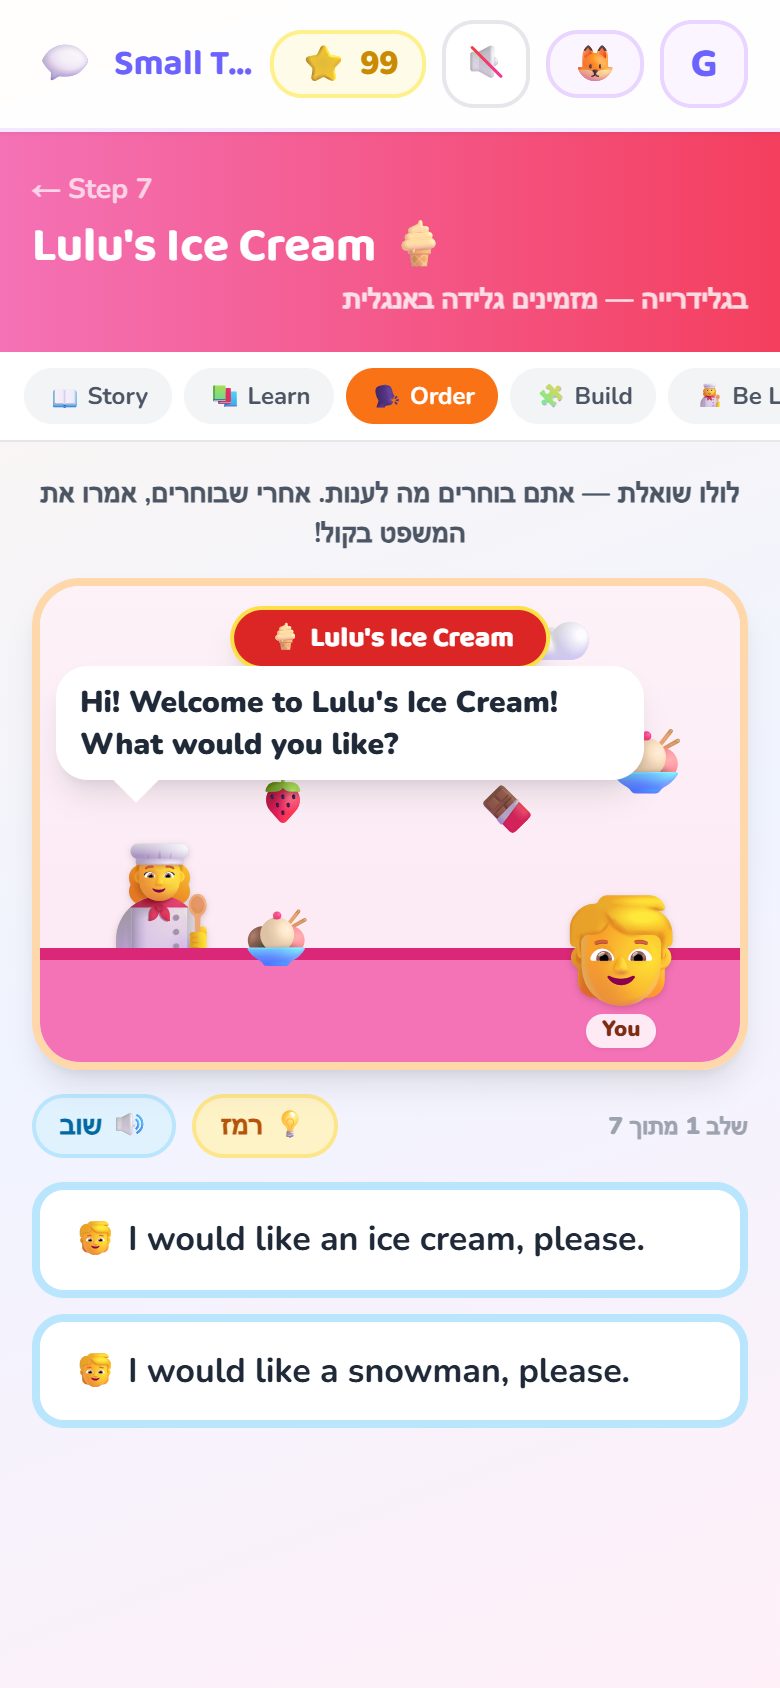 Small T...
99
G
← Step 7
Lulu's Ice Cream
בגלידרייה — מזמינים גלידה באנגלית
Story
Learn
Order
Build
Be L
לולו שואלת — אתם בוחרים מה לענות. אחרי שבוחרים, אמרו את
המשפט בקול!
Lulu's Ice Cream
Hi! Welcome to Lulu's Ice Cream!
What would you like?
You
שוב
רמז
שלב 1 מתוך 7
I would like an ice cream, please.
I would like a snowman, please.